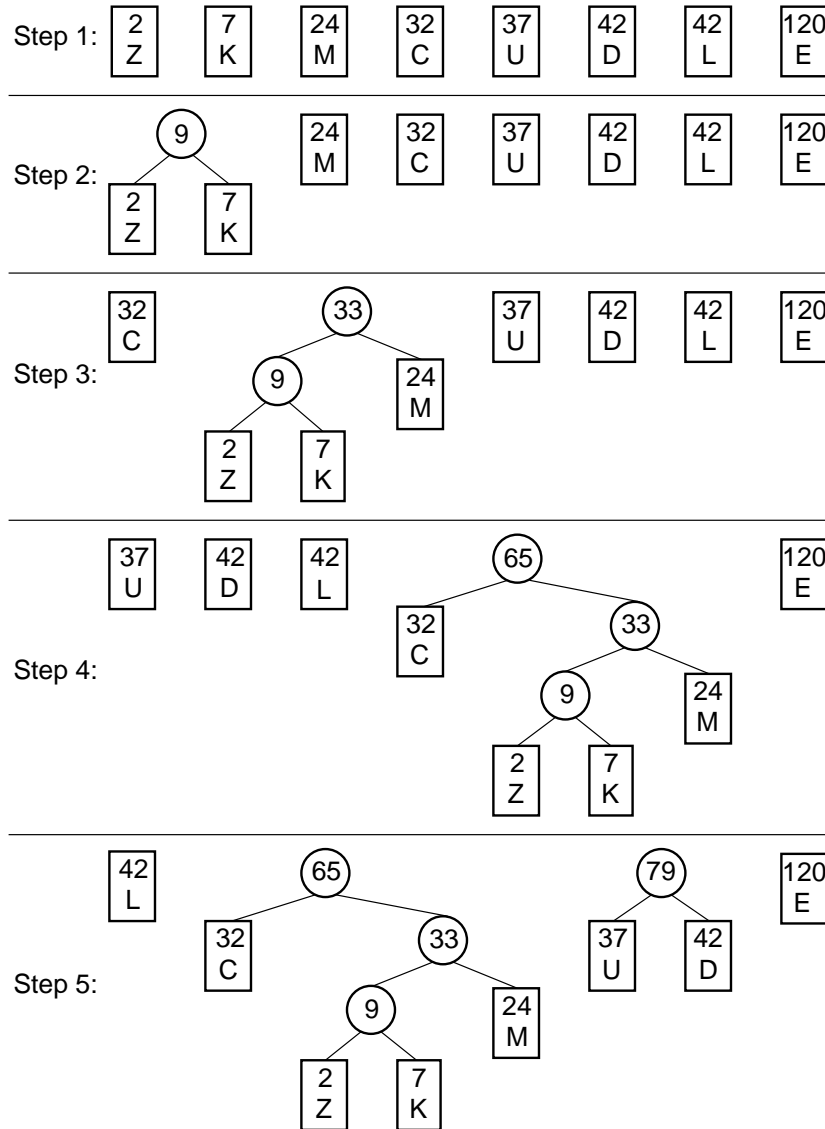 Step 1:
2 7 24 32 37 42 42 120
Z K M C U D L E
Step 2:
9
24 32 37 42 42 120
M C U D L E
2 7
Z K
Step 3:
32 33 37 42 42 120
C U D L E
9 24
M
2 7
Z K
Step 4:
37 42 42 65 120
U D L E
32 33
C
9 24
M
2 7
Z K
Step 5:
42 65 79 120
L E
32 33 37 42
C U D
9 24
M
2 7
Z K